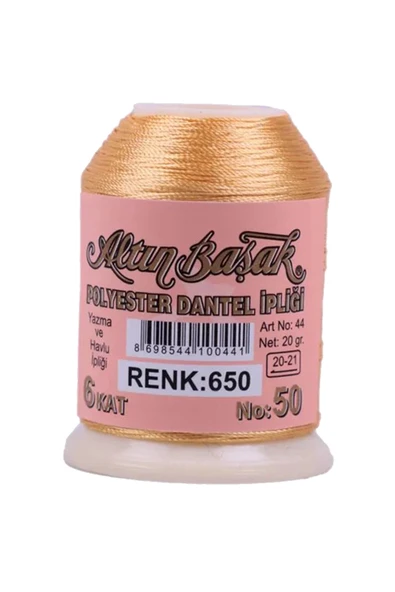 Altın Başak
POLYESTER DANTEL İPLİĞİ
Yazma
ve
Havlu
İpliği
8 698544 100441
Art No: 44
Net: 20 gr.
20-21
RENK:650
6 KAT
No: 50